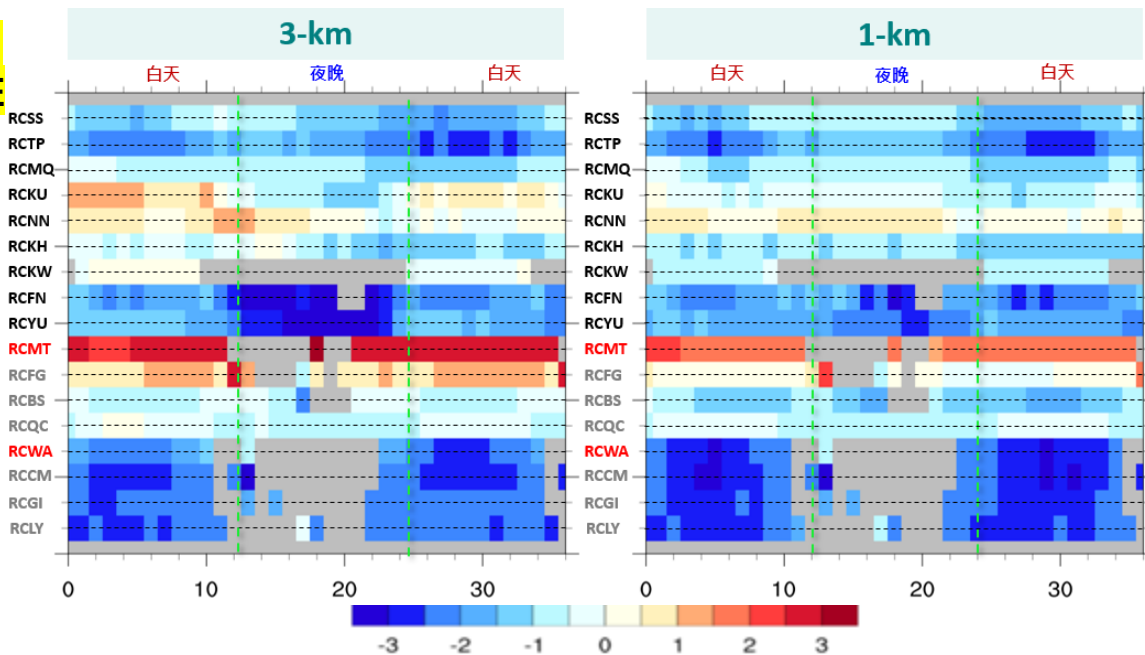 3-km
1-km
白天 夜晚 白天
白天 夜晚 白天
RCSS
RCTP
RCMQ
RCKU
RCNN
RCKH
RCKW
RCFN
RCYU
RCMT
RCFG
RCBS
RCQC
RCWA
RCCM
RCGI
RCLY
RCSS
RCTP
RCMQ
RCKU
RCNN
RCKH
RCKW
RCFN
RCYU
RCMT
RCFG
RCBS
RCQC
RCWA
RCCM
RCGI
RCLY
0 10 20 30
0 10 20 30
-3 -2 -1 0 1 2 3